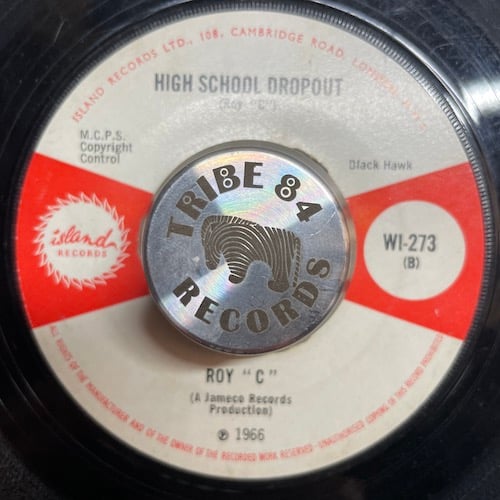 ISLAND RECORDS LTD., 108, CAMBRIDGE ROAD, LONDON,
HIGH SCHOOL DROPOUT
(Roy "C")
M.C.P.S.
Copyright
Control
Black Hawk
island
RECORDS
TRIBE 84
RECORDS
WI-273
(B)
ROY "C"
(A Jameco Records
Production)
℗ 1966
ALL RIGHTS OF THE MANUFACTURER AND OF THE OWNER OF THE RECORDED WORK RESERVED. UNAUTHORISED COPYING OF THIS RECORD PROHIBITED